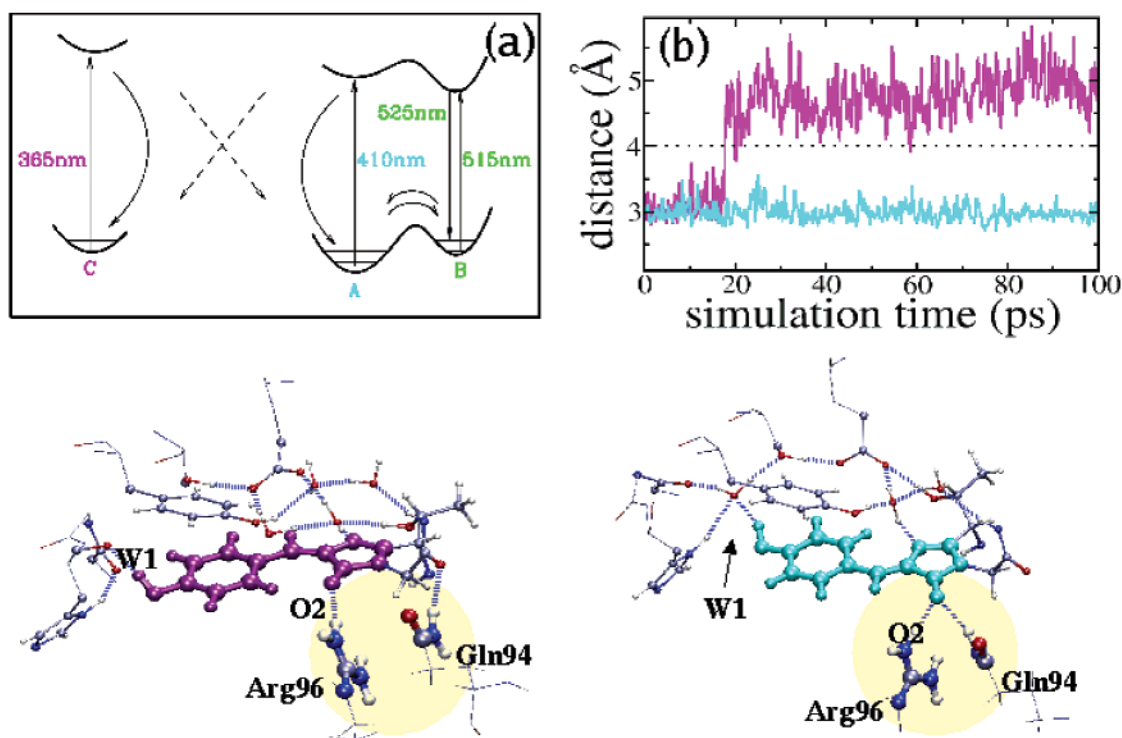 (a)
365nm
525nm
410nm
515nm
C
A
B
(b)
distance (Å)
5
4
3
0
20
40
60
80
100
simulation time (ps)
W1
O2
Gln94
Arg96
W1
O2
Gln94
Arg96